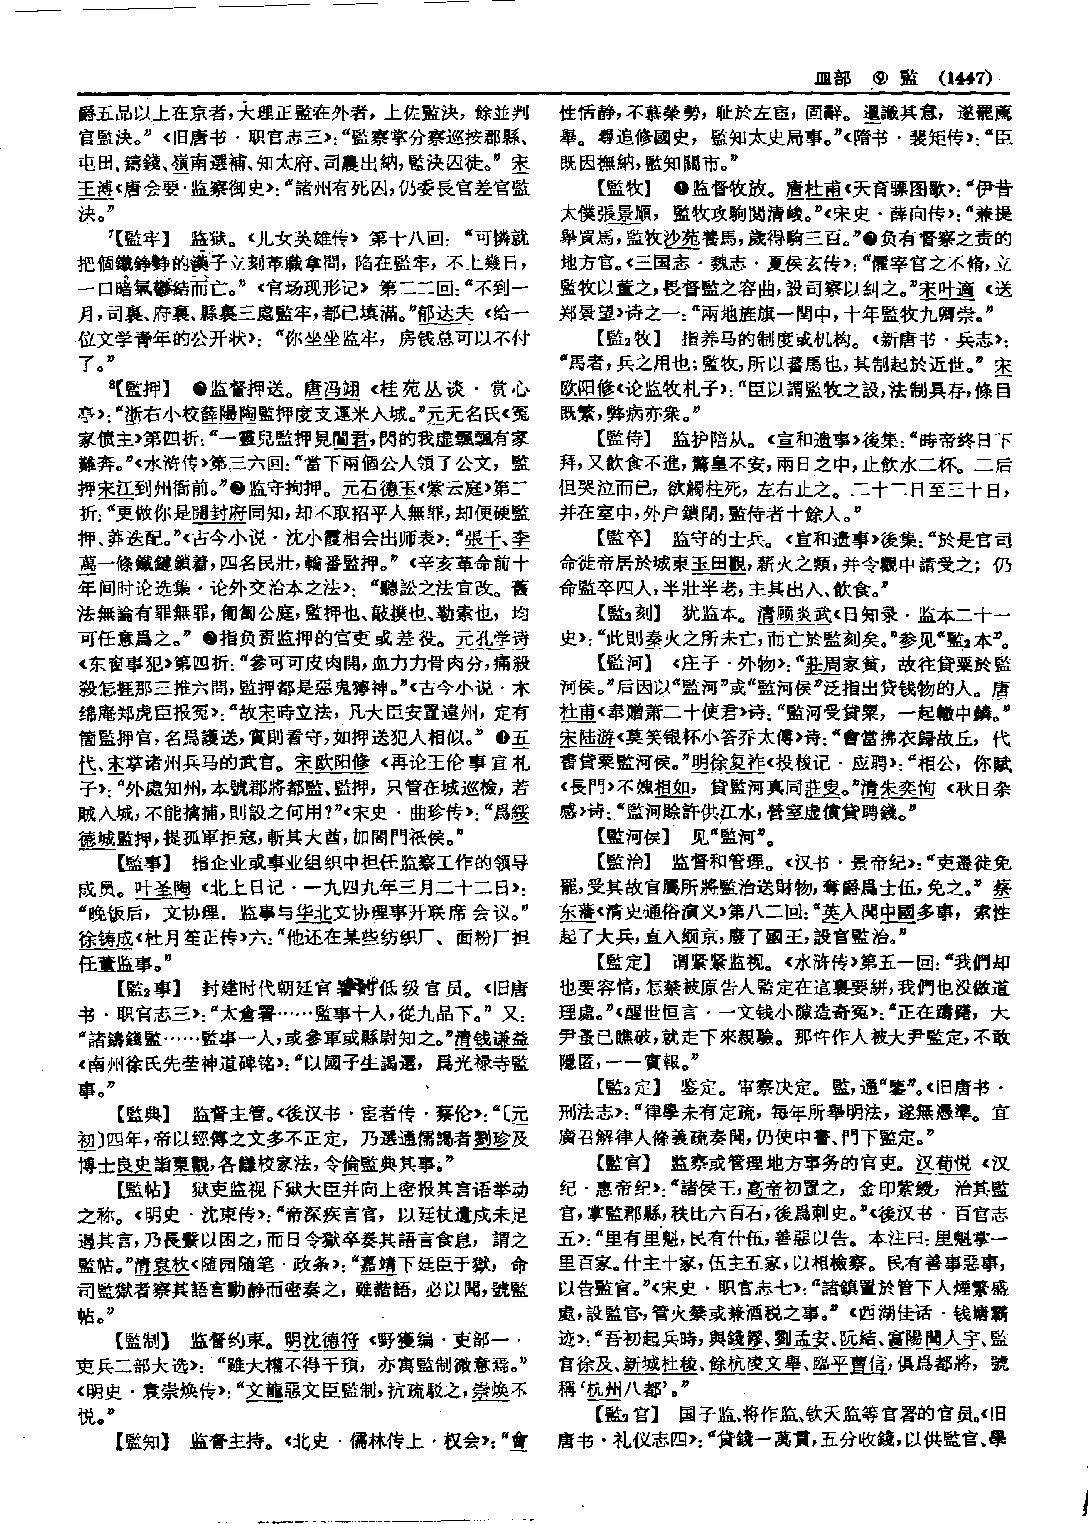 皿部 ⑨ 監 (1447)
爵五品以上在京者，大理正監在外者，上佐監決，餘並判
官監決。”《旧唐书·职官志三》：“監察掌分察巡按郡縣、
屯田、鑄錢、嶺南選補、知太府、司農出納，監決囚徒。”宋
王溥《唐会要·监察御史》：“諸州有死囚，仍委長官差官監
決。”
7【監牢】 监狱。《儿女英雄传》第十八回：“可憐就
把個鐵錚錚的漢子立刻革職拿問，陷在監牢，不上幾日，
一口暗氣鬱結而亡。”《官场现形记》第二二回：“不到一
月，司裏、府裏、縣裏三處監牢，都已填滿。”郁达夫《给一
位文学青年的公开状》：“你坐坐监牢，房钱总可以不付
了。”
8【監押】 ❶监督押送。唐冯翊《桂苑丛谈·赏心
亭》：“浙右小校薛陽陶監押度支運米入城。”元无名氏《冤
家债主》第四折：“一靈兒監押見閻君，閃的我虚飄飄有家
難奔。”《水浒传》第三六回：“當下兩個公人領了公文，監
押宋江到州衙前。”❷监守拘押。元石德玉《紫云庭》第二
折：“更做你是開封府同知，却不取招平人無罪，却便硬監
押、莽迭配。”《古今小说·沈小霞相会出师表》：“張千、李
萬一條鐵鏈鎖着，四名民壯，輪番監押。”《辛亥革命前十
年间时论选集·论外交治本之法》：“聽訟之法宜改。舊
法無論有罪無罪，匍匐公庭，監押也、敲撲也、勒索也，均
可任意爲之。”❸指负责监押的官吏或差役。元孔学诗
《东窗事犯》第四折：“參可可皮肉開，血力力骨肉分，痛殺
殺怎捱那三推六問，監押都是惡鬼獰神。”《古今小说·木
绵庵郑虎臣报冤》：“故宋時立法，凡大臣安置遠州，定有
箇監押官，名爲護送，實則看守，如押送犯人相似。”❹五
代、宋掌诸州兵马的武官。宋欧阳修《再论王伦事宜札
子》：“外處知州，本號郡將都監、監押，只管在城巡檢，若
賊入城，不能擒捕，則設之何用？”《宋史·曲珍传》：“爲綏
德城監押，提孤軍拒寇，斬其大酋，加閤門祗侯。”
【監事】 指企业或事业组织中担任监察工作的领导
成员。叶圣陶《北上日记·一九四九年三月二十二日》：
“晚饭后，文协理、监事与华北文协理事开联席会议。”
徐铸成《杜月笙正传》六：“他还在某些纺织厂、面粉厂担
任董监事。”
【監₂事】 封建时代朝廷官署的低级官员。《旧唐
书·职官志三》：“太倉署……監事十人，從九品下。”又：
“諸鑄錢監……監事一人，或參軍或縣尉知之。”清钱谦益
《南州徐氏先茔神道碑铭》：“以國子生謁選，爲光禄寺監
事。”
【監典】 监督主管。《後汉书·宦者传·蔡伦》：“〔元
初〕四年，帝以經傳之文多不正定，乃選通儒謁者劉珍及
博士良史詣東觀，各讎校家法，令倫監典其事。”
【監帖】 狱吏监视下狱大臣并向上密报其言语举动
之称。《明史·沈束传》：“帝深疾言官，以廷杖遣戍未足
遏其言，乃長繫以困之，而日令獄卒奏其語言食息，謂之
監帖。”清袁枚《随园随笔·政条》：“嘉靖下廷臣于獄，命
司監獄者察其語言動静而密奏之，雖諧語，必以聞，號監
帖。”
【監制】 监督约束。明沈德符《野獲编·吏部一·
吏兵二部大选》：“雖大權不得干預，亦寓監制微意焉。”
《明史·袁崇焕传》：“文龍惡文臣監制，抗疏駁之，崇煥不
悦。”
【監知】 监督主持。《北史·儒林传上·权会》：“會
性恬静，不慕榮勢，耻於左宦，固辭。暹識其意，遂罷薦
舉。尋追修國史，監知太史局事。”《隋书·裴矩传》：“臣
既因撫納，監知關市。”
【監牧】 ❶监督牧放。唐杜甫《天育骠图歌》：“伊昔
太僕張景順，監牧攻駒閲清峻。”《宋史·薛向传》：“兼提
舉買馬，監牧沙苑養馬，歲得駒三百。”❷负有督察之责的
地方官。《三国志·魏志·夏侯玄传》：“懼宰官之不脩，立
監牧以董之，畏督監之容曲，設司察以糾之。”宋叶適《送
郑景望》诗之一：“兩地旌旗一閧中，十年監牧九卿崇。”
【監₂牧】 指养马的制度或机构。《新唐书·兵志》：
“馬者，兵之用也；監牧，所以蕃馬也，其制起於近世。”宋
欧阳修《论监牧札子》：“臣以謂監牧之設，法制具存，條目
既繁，弊病亦衆。”
【監侍】 监护陪从。《宣和遗事》後集：“時帝终日下
拜，又飲食不進，鸞皇不安，兩日之中，止飲水二杯。二后
但哭泣而已，欲觸柱死，左右止之。二十二日至三十日，
并在室中，外户鎖閉，監侍者十餘人。”
【監卒】 监守的士兵。《宣和遗事》後集：“於是官司
命徙帝居於城東玉田觀，薪火之類，并令觀中請受之；仍
命監卒四人，半壯半老，主其出入、飲食。”
【監₂刻】 犹监本。清顾炎武《日知录·监本二十一
史》：“此則秦火之所未亡，而亡於監刻矣。”参见“監₂本”。
【監河】 《庄子·外物》：“莊周家貧，故往貸粟於監
河侯。”后因以“監河”或“監河侯”泛指出贷钱物的人。唐
杜甫《奉赠萧二十使君》诗：“監河受貸粟，一起轍中鱗。”
宋陆游《莫笑银杯小答乔太傅》诗：“會當拂衣歸故丘，代
耆貸粟監河侯。”明徐复祚《投梭记·应聘》：“相公，你賦
《長門》不媿相如，貸監河真同莊叟。”清朱奕恂《秋日杂
感》诗：“監河賒許供江水，營室虚償貸聘錢。”
【監河侯】 见“監河”。
【監治】 监督和管理。《汉书·景帝纪》：“吏遷徙免
罷，受其故官屬所將監治送財物，奪爵爲士伍，免之。”蔡
东藩《清史通俗演义》第八二回：“英人聞中國多事，索性
起了大兵，直入緬京，廢了國王，設官監治。”
【監定】 谓紧紧监视。《水浒传》第五一回：“我們却
也要容情，怎禁被原告人監定在這裏要絣，我們也没做道
理處。”《醒世恒言·一文钱小隙造奇冤》：“正在躊躇，大
尹蚤已瞧破，就走下來親驗。那忤作人被大尹監定，不敢
隱匿，一一實報。”
【監₂定】 鉴定。审察决定。監，通“鑒”。《旧唐书·
刑法志》：“律學未有定疏，每年所舉明法，遂無憑準。宜
廣召解律人條義疏奏聞，仍使中書、門下監定。”
【監官】 监察或管理地方事务的官吏。汉荀悦《汉
纪·惠帝纪》：“諸侯王，高帝初置之，金印紫綬，治其監
官，掌監郡縣，秩比六百石，後爲刺史。”《後汉书·百官志
五》：“里有里魁，民有什伍，善惡以告。本注曰：里魁掌一
里百家。什主十家，伍主五家，以相檢察。民有善事惡事，
以告監官。”《宋史·职官志七》：“諸鎮置於管下人煙繁盛
處，設監官，管火禁或兼酒税之事。”《西湖佳话·钱塘霸
迹》：“吾初起兵時，與錢鏐、劉孟安、阮結、富陽聞人宇、監
官徐及、新城杜稜、餘杭凌文舉、臨平曹信，俱爲都將，號
稱‘杭州八都’。”
【監₂官】 国子监、将作监、钦天监等官署的官员。《旧
唐书·礼仪志四》：“貸錢一萬貫，五分收錢，以供監官、學